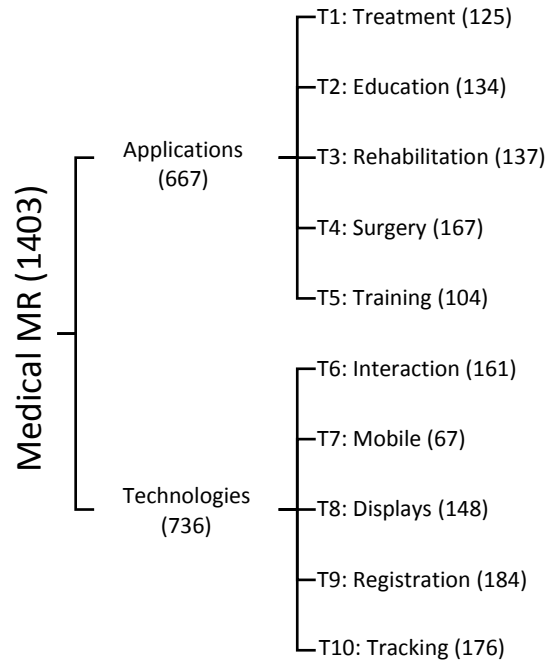 Medical MR (1403)
Applications
(667)
T1: Treatment (125)
T2: Education (134)
T3: Rehabilitation (137)
T4: Surgery (167)
T5: Training (104)
Technologies
(736)
T6: Interaction (161)
T7: Mobile (67)
T8: Displays (148)
T9: Registration (184)
T10: Tracking (176)